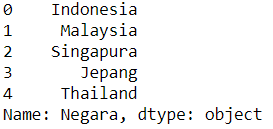 0    Indonesia
1     Malaysia
2    Singapura
3       Jepang
4     Thailand
Name: Negara, dtype: object